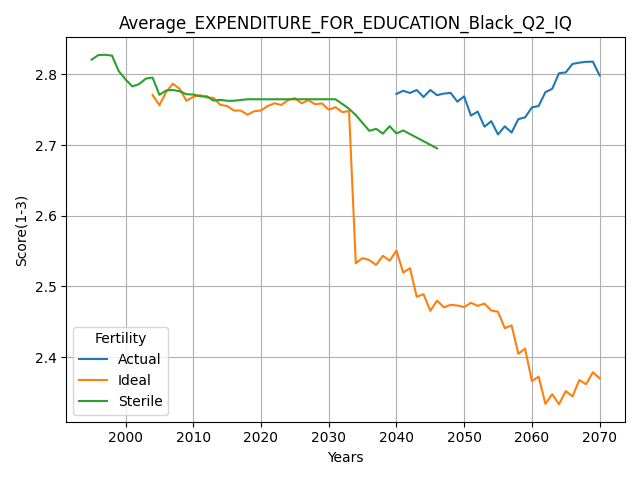 Average_EXPENDITURE_FOR_EDUCATION_Black_Q2_IQ
Score(1-3)
2.8
2.7
2.6
2.5
2.4
Fertility
Actual
Ideal
Sterile
2000 2010 2020 2030 2040 2050 2060 2070
Years